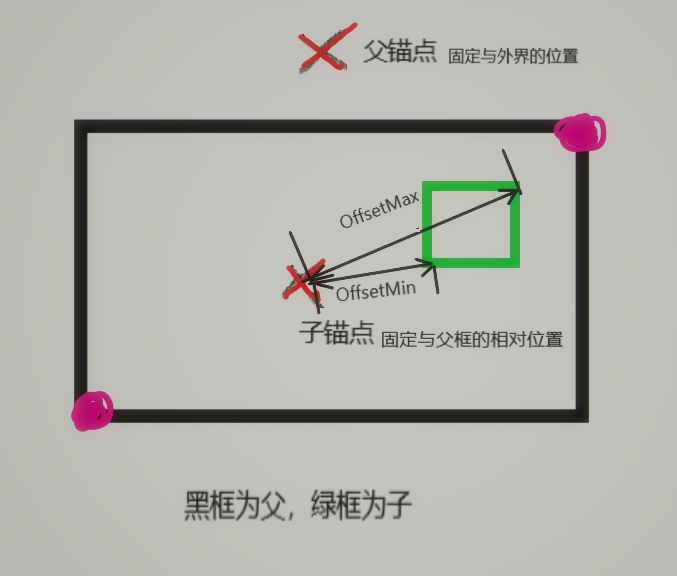 父锚点 固定与外界的位置
OffsetMax
OffsetMin
子锚点 固定与父框的相对位置
黑框为父，绿框为子